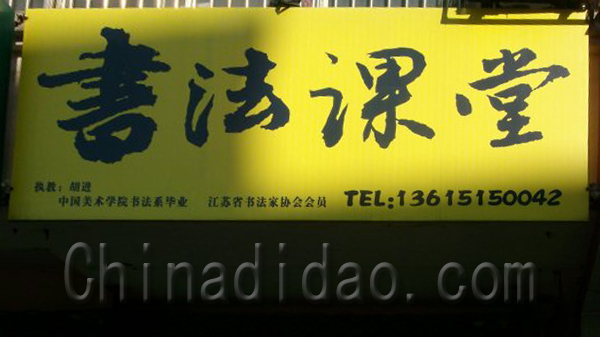 書法课堂
执教：胡进
中国美术学院书法系毕业 江苏省书法家协会会员 TEL:13615150042
Chinadidao.com